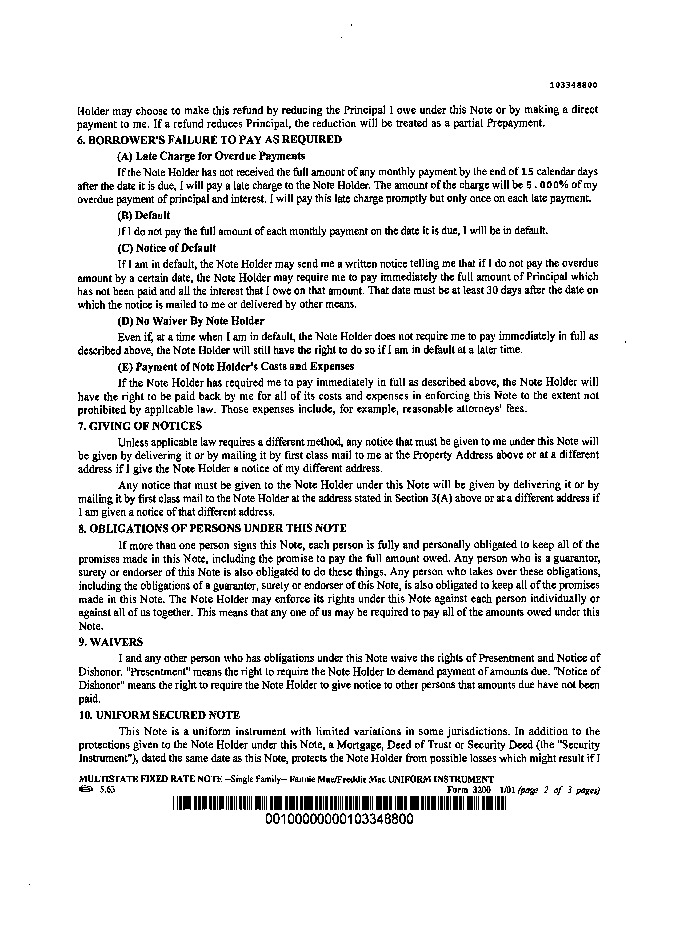 103348800
Holder may choose to make this refund by reducing the Principal I owe under this Note or by making a direct
payment to me. If a refund reduces Principal, the reduction will be treated as a partial Prepayment.
6. BORROWER'S FAILURE TO PAY AS REQUIRED
(A) Late Charge for Overdue Payments
If the Note Holder has not received the full amount of any monthly payment by the end of 15 calendar days
after the date it is due, I will pay a late charge to the Note Holder. The amount of the charge will be 5.000% of my
overdue payment of principal and interest. I will pay this late charge promptly but only once on each late payment.
(B) Default
If I do not pay the full amount of each monthly payment on the date it is due, I will be in default.
(C) Notice of Default
If I am in default, the Note Holder may send me a written notice telling me that if I do not pay the overdue
amount by a certain date, the Note Holder may require me to pay immediately the full amount of Principal which
has not been paid and all the interest that I owe on that amount. That date must be at least 30 days after the date on
which the notice is mailed to me or delivered by other means.
(D) No Waiver By Note Holder
Even if, at a time when I am in default, the Note Holder does not require me to pay immediately in full as
described above, the Note Holder will still have the right to do so if I am in default at a later time.
(E) Payment of Note Holder's Costs and Expenses
If the Note Holder has required me to pay immediately in full as described above, the Note Holder will
have the right to be paid back by me for all of its costs and expenses in enforcing this Note to the extent not
prohibited by applicable law. Those expenses include, for example, reasonable attorneys' fees.
7. GIVING OF NOTICES
Unless applicable law requires a different method, any notice that must be given to me under this Note will
be given by delivering it or by mailing it by first class mail to me at the Property Address above or at a different
address if I give the Note Holder a notice of my different address.
Any notice that must be given to the Note Holder under this Note will be given by delivering it or by
mailing it by first class mail to the Note Holder at the address stated in Section 3(A) above or at a different address if
I am given a notice of that different address.
8. OBLIGATIONS OF PERSONS UNDER THIS NOTE
If more than one person signs this Note, each person is fully and personally obligated to keep all of the
promises made in this Note, including the promise to pay the full amount owed. Any person who is a guarantor,
surety or endorser of this Note is also obligated to do these things. Any person who takes over these obligations,
including the obligations of a guarantor, surety or endorser of this Note, is also obligated to keep all of the promises
made in this Note. The Note Holder may enforce its rights under this Note against each person individually or
against all of us together. This means that any one of us may be required to pay all of the amounts owed under this
Note.
9. WAIVERS
I and any other person who has obligations under this Note waive the rights of Presentment and Notice of
Dishonor. "Presentment" means the right to require the Note Holder to demand payment of amounts due. "Notice of
Dishonor" means the right to require the Note Holder to give notice to other persons that amounts due have not been
paid.
10. UNIFORM SECURED NOTE
This Note is a uniform instrument with limited variations in some jurisdictions. In addition to the
protections given to the Note Holder under this Note, a Mortgage, Deed of Trust or Security Deed (the "Security
Instrument"), dated the same date as this Note, protects the Note Holder from possible losses which might result if I
MULTISTATE FIXED RATE NOTE –Single Family– Fannie Mae/Freddie Mac UNIFORM INSTRUMENT
5.63 Form 3200 1/01 (page 2 of 3 pages)
00100000000103348800